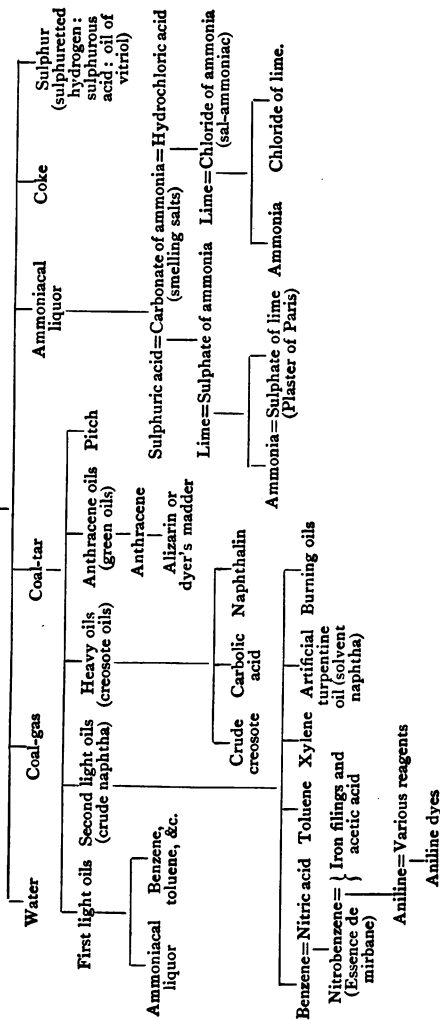 Water
Coal-gas
Coal-tar
Ammoniacal
liquor
Coke
Sulphur
(sulphuretted
hydrogen:
sulphurous
acid: oil of
vitriol
First light oils
Second light oils
(crude naphtha)
Heavy oils
(creosote oils)
Anthracene oils
(green oils)
Pitch
Ammoniacal
liquor
Benzene,
toluene, &c.
Crude
creosote
Carbolic
acid
Naphthalin
Anthracene
Alizarin or
dyer's madder
Sulphuric acid=Carbonate of ammonia=Hydrochloric acid
(smelling salts)
Lime=Sulphate of ammonia
Lime=Chloride of ammonia
(sal-ammoniac)
Ammonia=Sulphate of lime
(Plaster of Paris)
Ammonia
Chloride of lime.
Benzene=Nitric acid
Toluene
Xylene
Artificial
turpentine
oil (solvent
naphtha)
Burning oils
Nitrobenzene= } Iron filings and
(Essence de
mirbane)
acetic acid
Aniline=Various reagents
Aniline dyes